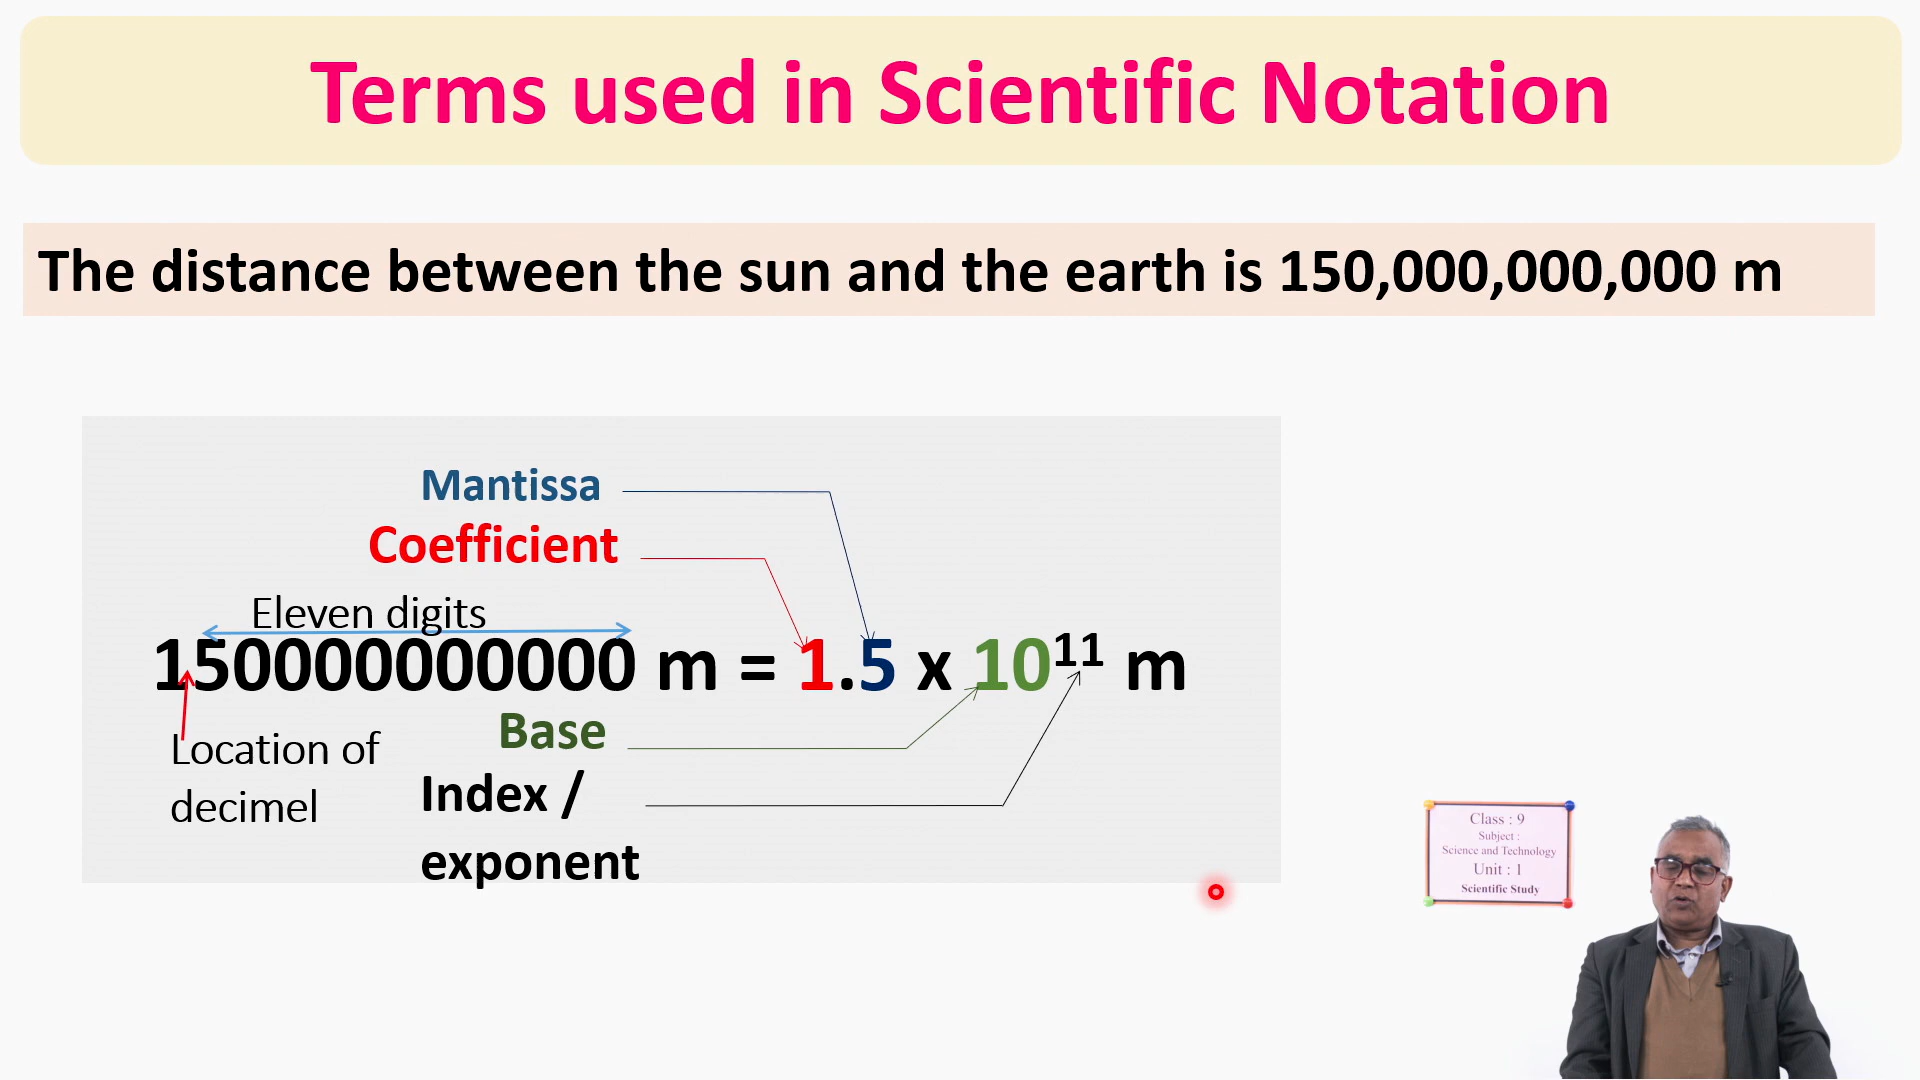 Terms used in Scientific Notation
The distance between the sun and the earth is 150,000,000,000 m
Mantissa
Coefficient
Eleven digits
150000000000 m = 1.5 x 10¹¹ m
Base
Location of
decimel
Index /
exponent
Class : 9
Subject :
Science and Technology
Unit : 1
Scientific Study